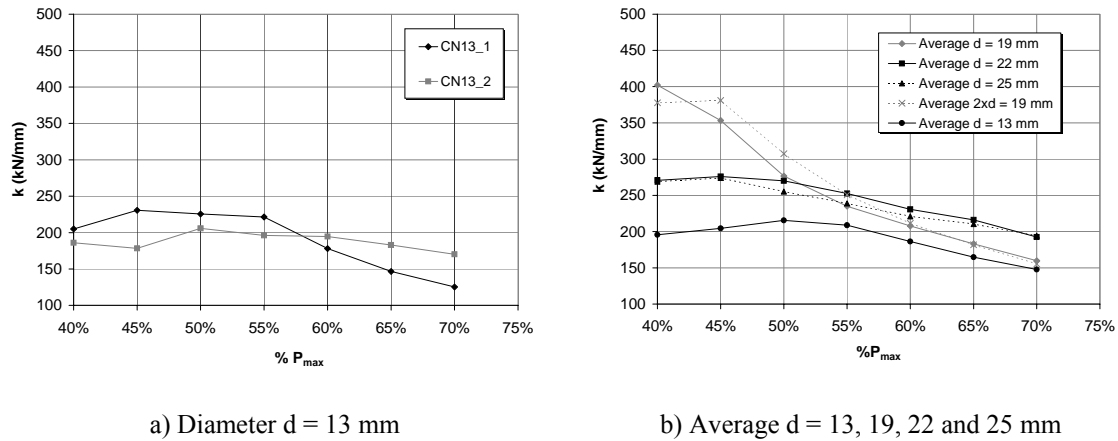 500
450
400
350
300
250
200
150
100
k (kN/mm)
40% 45% 50% 55% 60% 65% 70% 75%
% Pmax
CN13_1
CN13_2
a) Diameter d = 13 mm
500
450
400
350
300
250
200
150
100
k (kN/mm)
40% 45% 50% 55% 60% 65% 70% 75%
%Pmax
Average d = 19 mm
Average d = 22 mm
Average d = 25 mm
Average 2xd = 19 mm
Average d = 13 mm
b) Average d = 13, 19, 22 and 25 mm